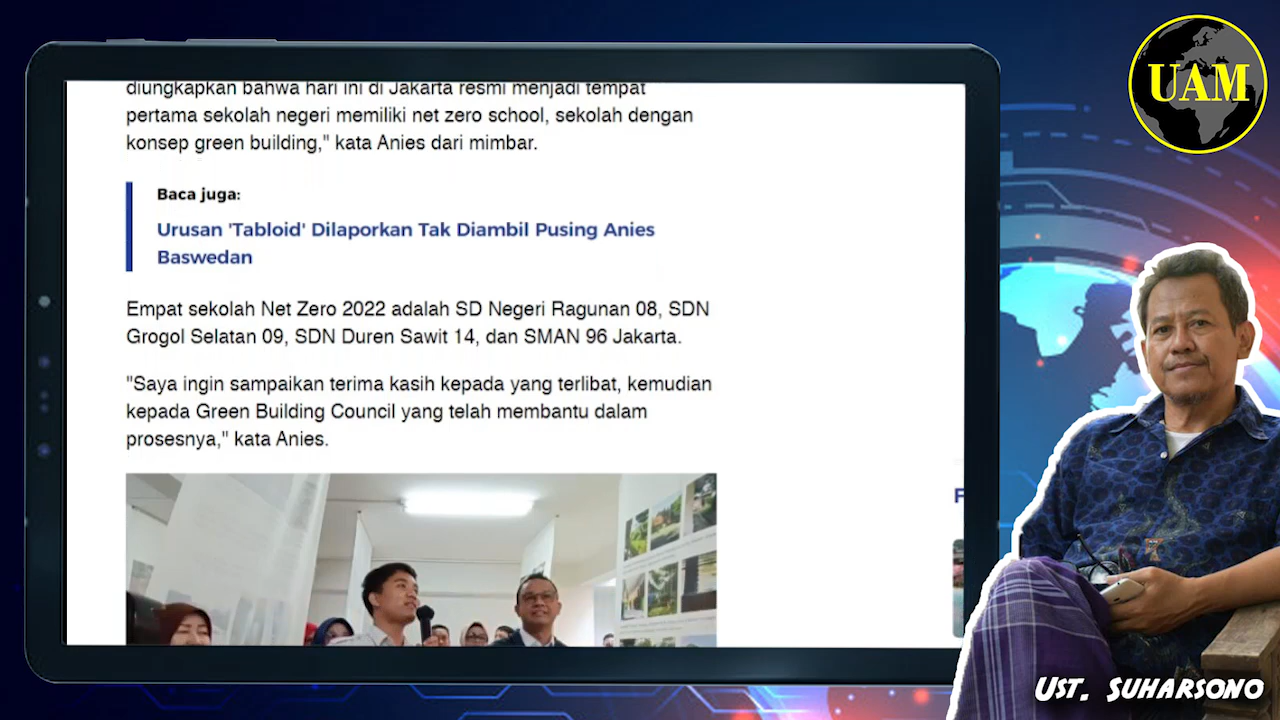 diungkapkan bahwa hari ini di Jakarta resmi menjadi tempat
pertama sekolah negeri memiliki net zero school, sekolah dengan
konsep green building," kata Anies dari mimbar.
Baca juga:
Urusan 'Tabloid' Dilaporkan Tak Diambil Pusing Anies
Baswedan
Empat sekolah Net Zero 2022 adalah SD Negeri Ragunan 08, SDN
Grogol Selatan 09, SDN Duren Sawit 14, dan SMAN 96 Jakarta.
"Saya ingin sampaikan terima kasih kepada yang terlibat, kemudian
kepada Green Building Council yang telah membantu dalam
prosesnya," kata Anies.
UAM
Ust. Suharsono